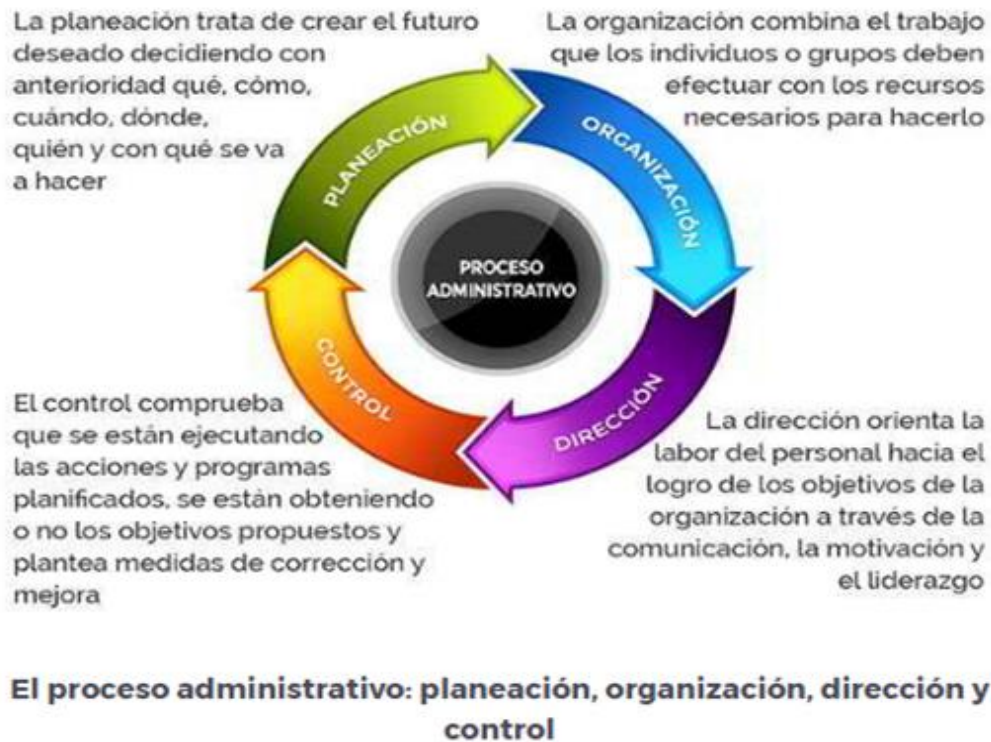 La planeación trata de crear el futuro
deseado decidiendo con
anterioridad qué, cómo,
cuándo, dónde,
quién y con qué se va
a hacer
La organización combina el trabajo
que los individuos o grupos deben
efectuar con los recursos
necesarios para hacerlo
PLANEACIÓN
ORGANIZACIÓN
PROCESO
ADMINISTRATIVO
CONTROL
DIRECCIÓN
El control comprueba
que se están ejecutando
las acciones y programas
planificados, se están obteniendo
o no los objetivos propuestos y
plantea medidas de corrección y
mejora
La dirección orienta la
labor del personal hacia el
logro de los objetivos de la
organización a través de la
comunicación, la motivación y
el liderazgo
El proceso administrativo: planeación, organización, dirección y
control